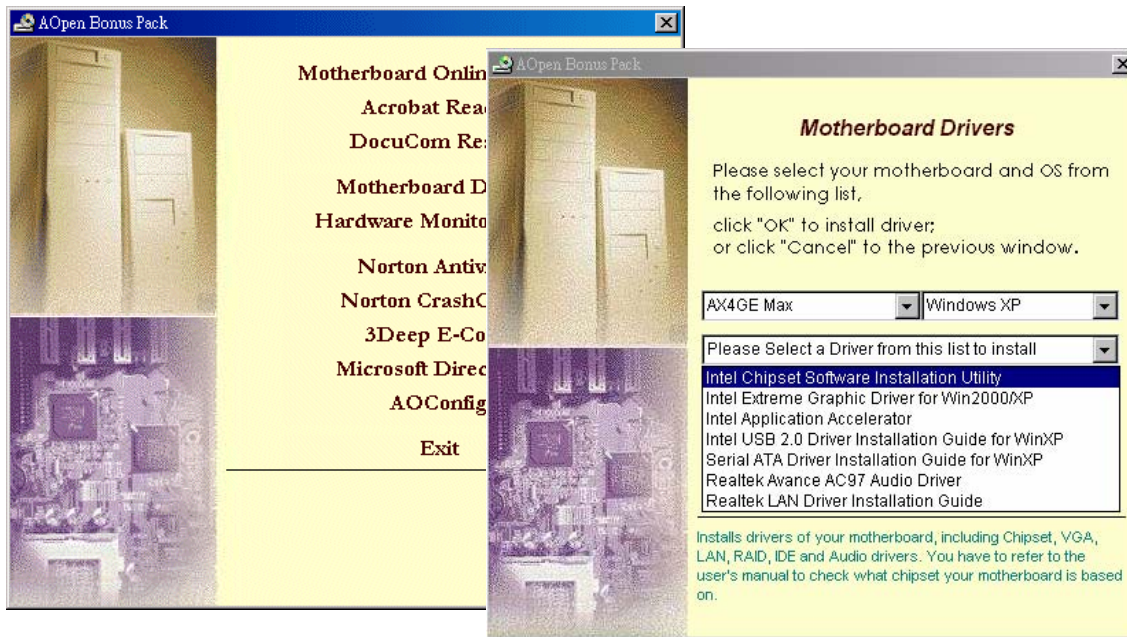 AOpen Bonus Pack
Motherboard Onlin
Acrobat Rea
DocuCom Re
Motherboard D
Hardware Monito
Norton Antiv
Norton CrashC
3Deep E-Co
Microsoft Direc
AOConfig
Exit
AOpen Bonus Pack
Motherboard Drivers
Please select your motherboard and OS from
the following list,
click "OK" to install driver;
or click "Cancel" to the previous window.
AX4GE Max Windows XP
Please Select a Driver from this list to install
Intel Chipset Software Installation Utility
Intel Extreme Graphic Driver for Win2000/XP
Intel Application Accelerator
Intel USB 2.0 Driver Installation Guide for WinXP
Serial ATA Driver Installation Guide for WinXP
Realtek Avance AC97 Audio Driver
Realtek LAN Driver Installation Guide
Installs drivers of your motherboard, including Chipset, VGA,
LAN, RAID, IDE and Audio drivers. You have to refer to the
user's manual to check what chipset your motherboard is based
on.